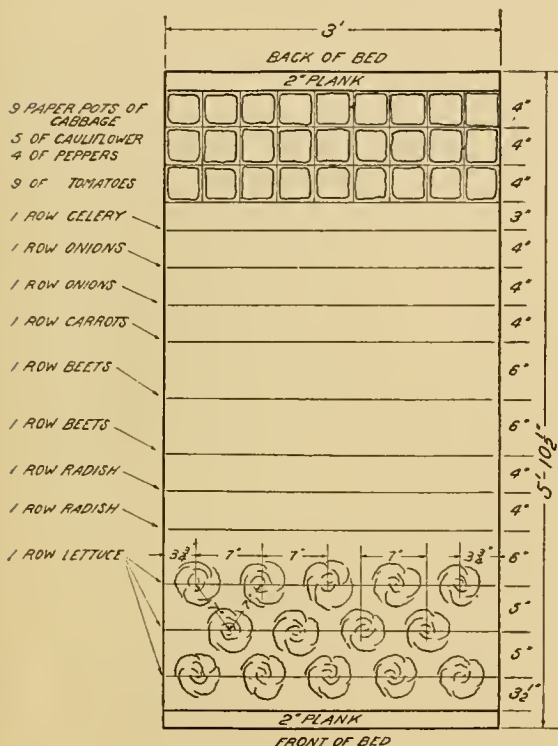 3'
BACK OF BED
2" PLANK
9 PAPER POTS OF
CABBAGE
4"
5 OF CAULIFLOWER
4 OF PEPPERS
4"
9 OF TOMATOES
4"
1 ROW CELERY
3"
1 ROW ONIONS
4"
1 ROW ONIONS
4"
1 ROW CARROTS
4"
1 ROW BEETS
6"
1 ROW BEETS
6"
1 ROW RADISH
4"
1 ROW RADISH
4"
5'-10½"
1 ROW LETTUCE
3⅜" 7" 7" 7" 3⅜" 6"
7" 7"
5"
5"
3½"
2" PLANK
FRONT OF BED